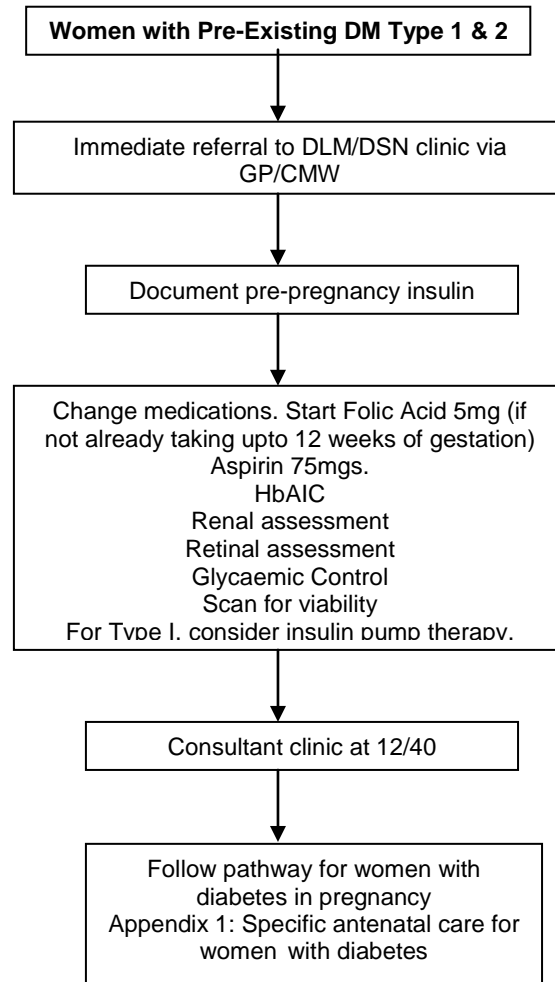 Women with Pre-Existing DM Type 1 & 2
Immediate referral to DLM/DSN clinic via
GP/CMW
Document pre-pregnancy insulin
Change medications. Start Folic Acid 5mg (if
not already taking upto 12 weeks of gestation)
Aspirin 75mgs.
HbAIC
Renal assessment
Retinal assessment
Glycaemic Control
Scan for viability
For Type I, consider insulin pump therapy.
Consultant clinic at 12/40
Follow pathway for women with
diabetes in pregnancy
Appendix 1: Specific antenatal care for
women with diabetes